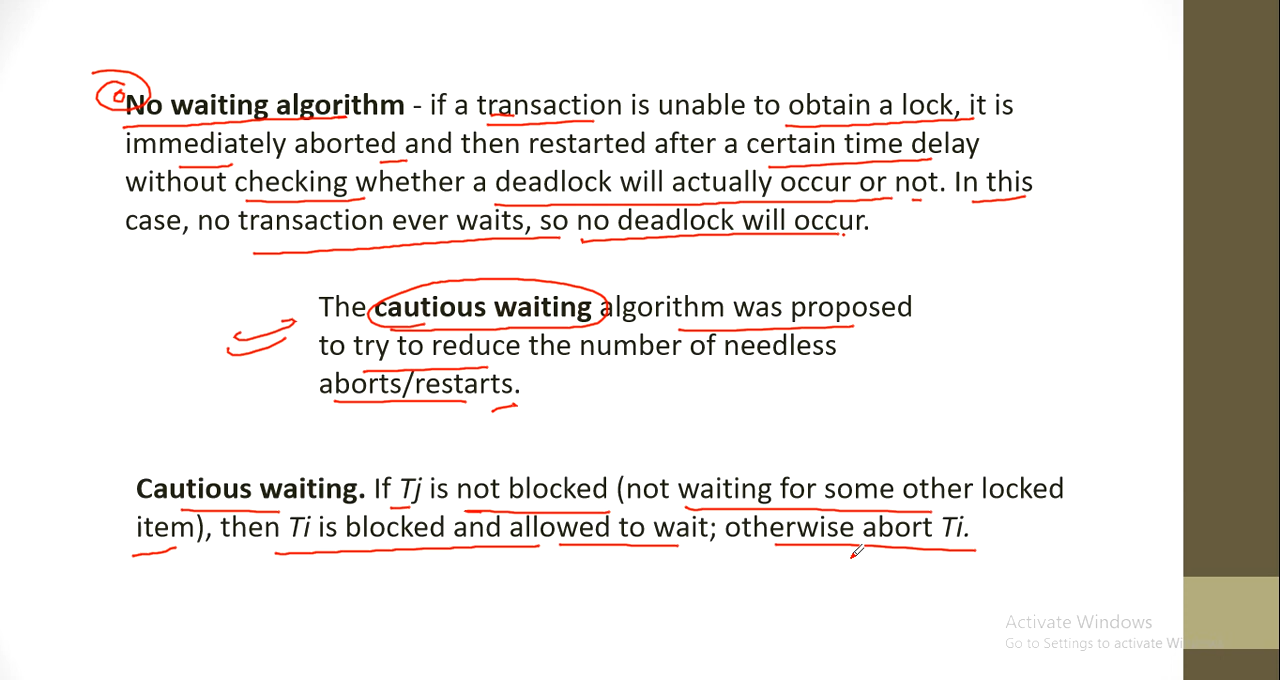 No waiting algorithm - if a transaction is unable to obtain a lock, it is
immediately aborted and then restarted after a certain time delay
without checking whether a deadlock will actually occur or not. In this
case, no transaction ever waits, so no deadlock will occur.
The cautious waiting algorithm was proposed
to try to reduce the number of needless
aborts/restarts.
Cautious waiting. If Tj is not blocked (not waiting for some other locked
item), then Ti is blocked and allowed to wait; otherwise abort Ti.
Activate Windows
Go to Settings to activate